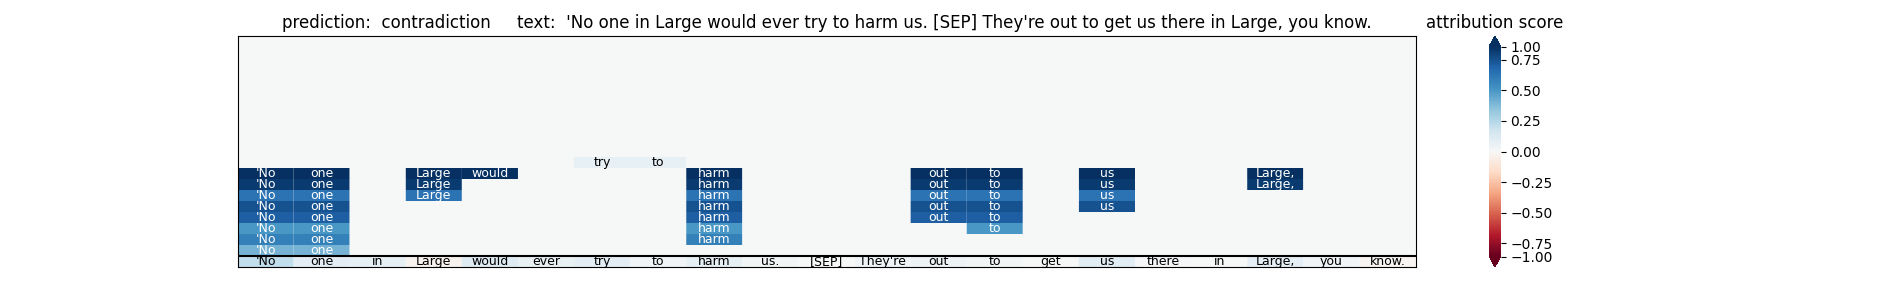 prediction: contradiction text: 'No one in Large would ever try to harm us. [SEP] They're out to get us there in Large, you know. attribution score
1.00
0.75
0.50
0.25
0.00
−0.25
−0.50
−0.75
−1.00
try to
'No one Large would harm out to us Large,
'No one Large harm out to us Large,
'No one Large harm out to us
'No one harm out to us
'No one harm out to
'No one harm to
'No one harm
'No one
'No one in Large would ever try to harm us. [SEP] They're out to get us there in Large, you know.